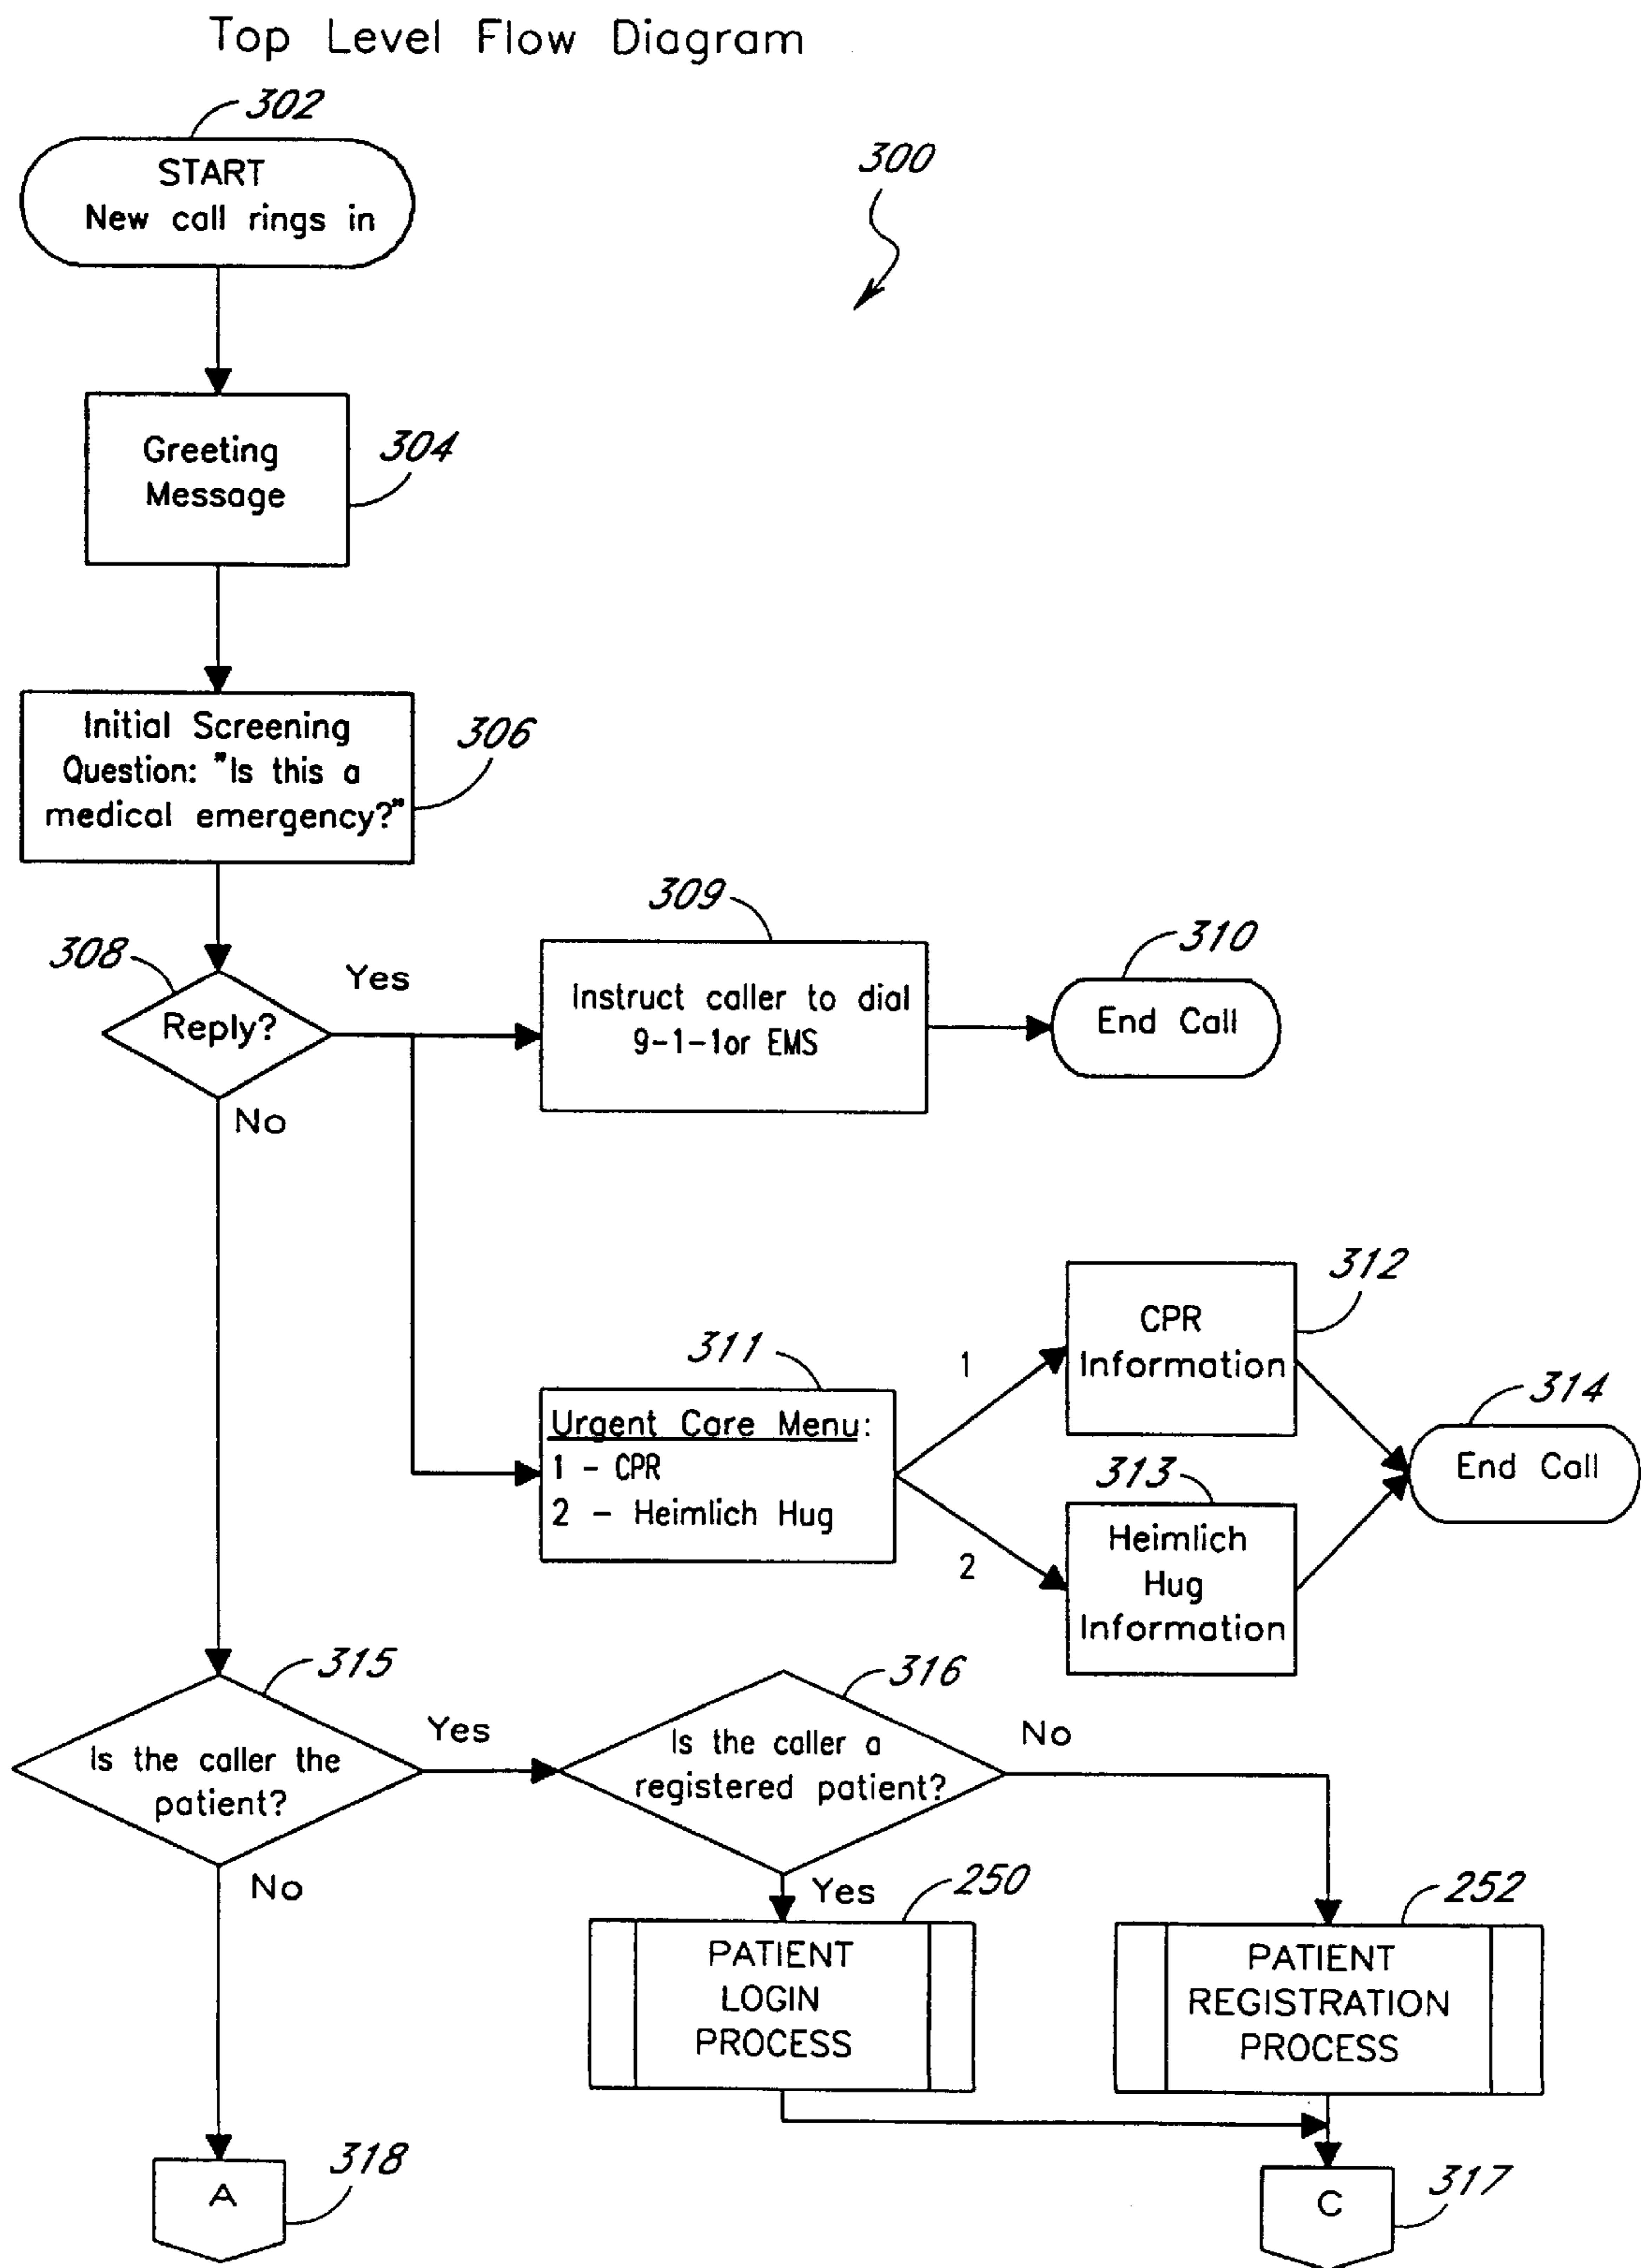 Top Level Flow Diagram
302
START
New call rings in
300
Greeting
Message
304
Initial Screening
Question: "Is this a
medical emergency?"
306
308
Reply?
Yes
No
309
Instruct caller to dial
9-1-1or EMS
310
End Call
311
Urgent Care Menu:
1 - CPR
2 - Heimlich Hug
1
2
312
CPR
Information
313
Heimlich
Hug
Information
314
End Call
315
Is the caller the
patient?
Yes
No
316
Is the caller a
registered patient?
No
Yes
250
PATIENT
LOGIN
PROCESS
252
PATIENT
REGISTRATION
PROCESS
A
318
C
317